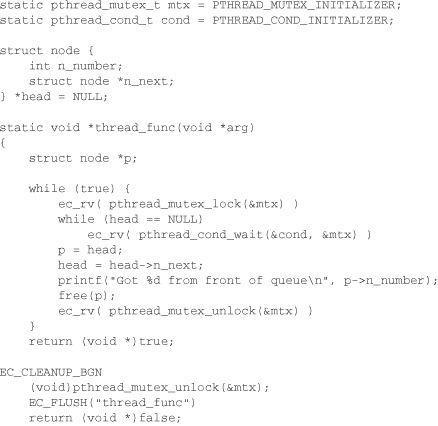 static pthread_mutex_t mtx = PTHREAD_MUTEX_INITIALIZER;
static pthread_cond_t cond = PTHREAD_COND_INITIALIZER;

struct node {
    int n_number;
    struct node *n_next;
} *head = NULL;

static void *thread_func(void *arg)
{
    struct node *p;

    while (true) {
        ec_rv( pthread_mutex_lock(&mtx) )
        while (head == NULL)
            ec_rv( pthread_cond_wait(&cond, &mtx) )
        p = head;
        head = head->n_next;
        printf("Got %d from front of queue\n", p->n_number);
        free(p);
        ec_rv( pthread_mutex_unlock(&mtx) )
    }
    return (void *)true;

EC_CLEANUP_BGN
    (void)pthread_mutex_unlock(&mtx);
    EC_FLUSH("thread_func")
    return (void *)false;